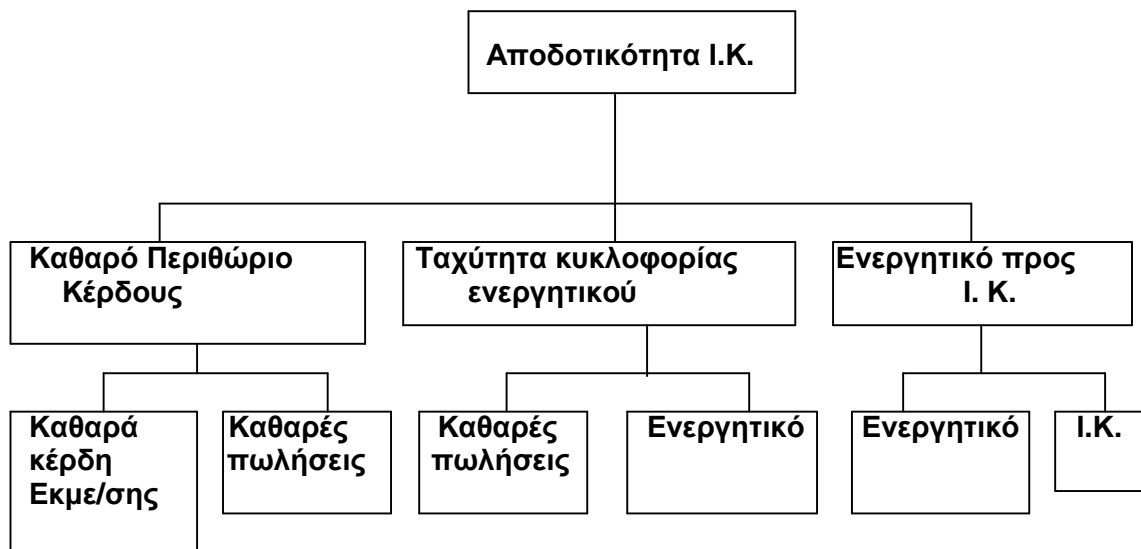 Αποδοτικότητα Ι.Κ.
Καθαρό Περιθώριο
Κέρδους
Ταχύτητα κυκλοφορίας
ενεργητικού
Ενεργητικό προς
Ι. Κ.
Καθαρά
κέρδη
Εκμε/σης
Καθαρές
πωλήσεις
Καθαρές
πωλήσεις
Ενεργητικό
Ενεργητικό
Ι.Κ.